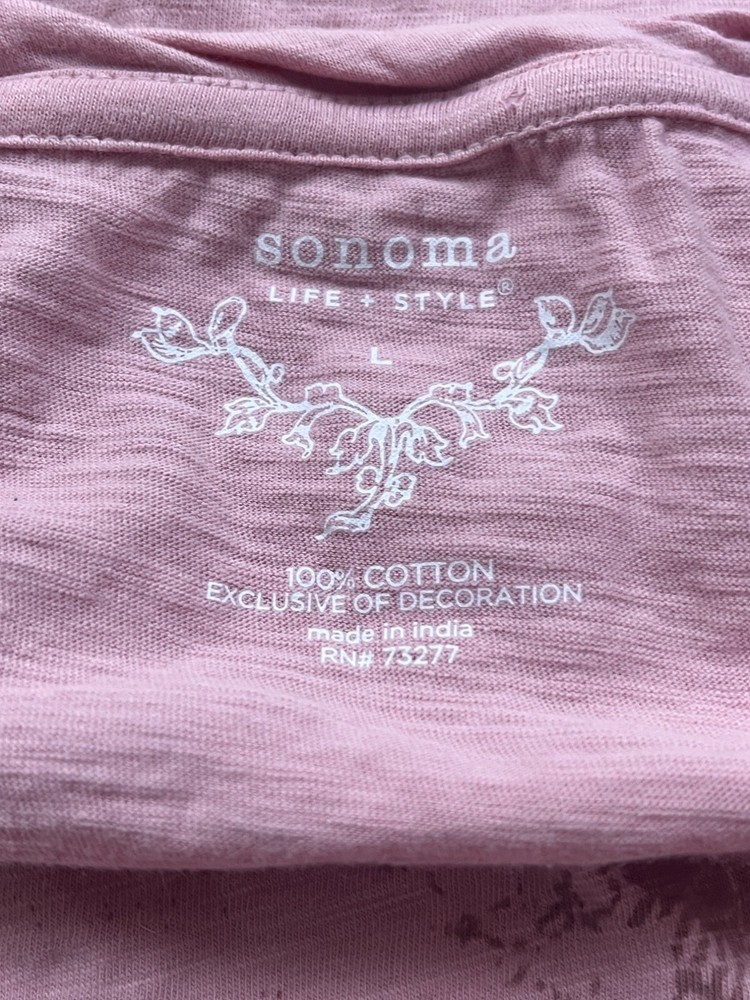 sonoma
LIFE + STYLE®
L
100% COTTON
EXCLUSIVE OF DECORATION
made in india
RN# 73277